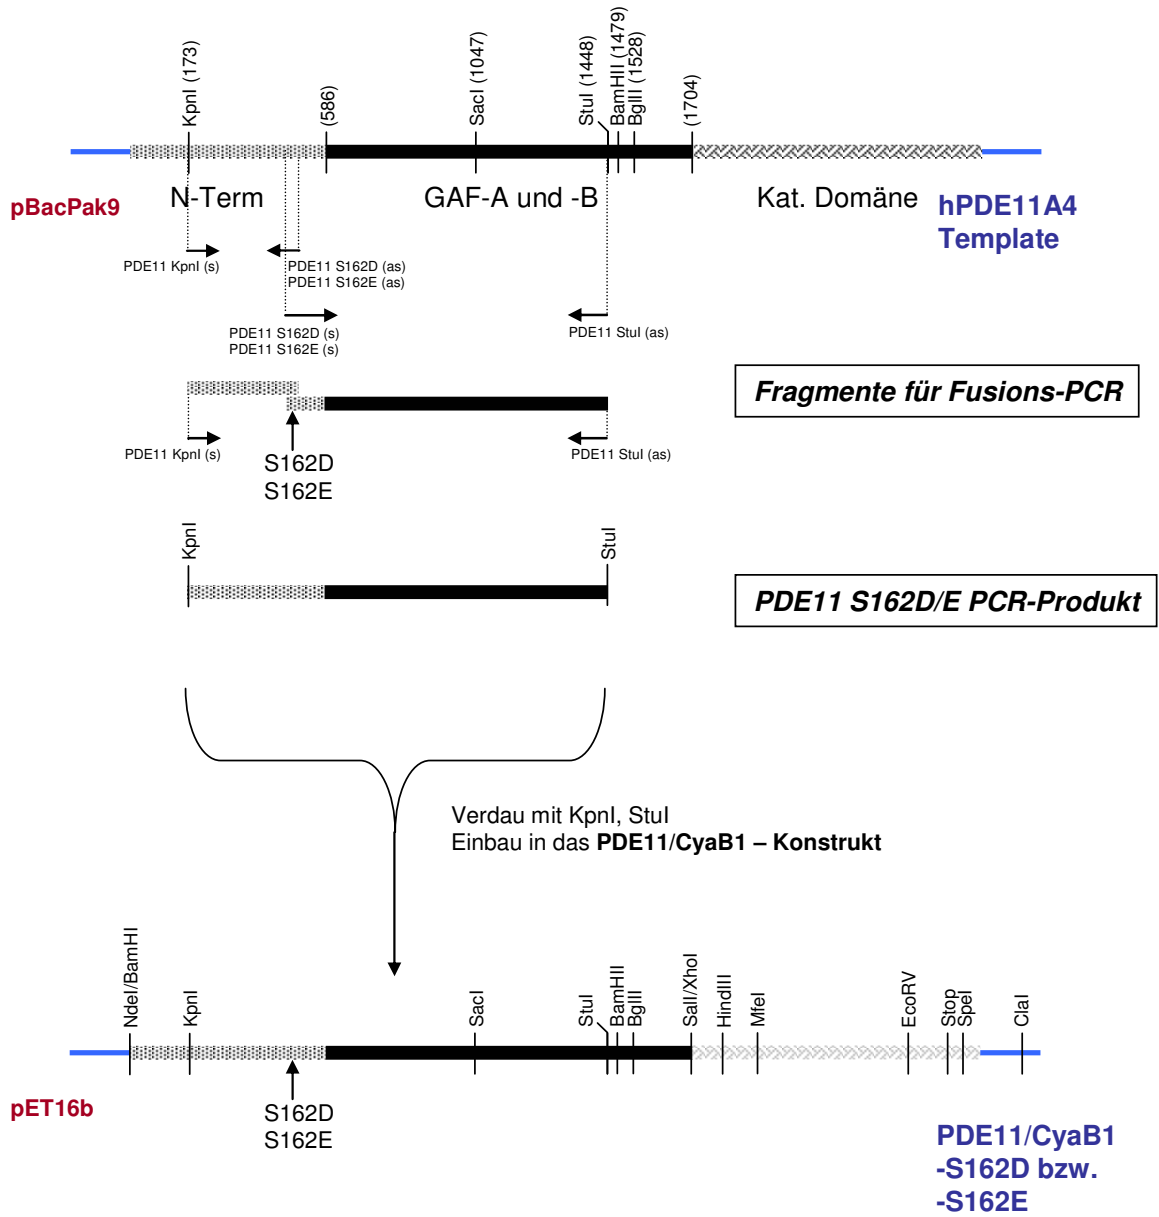 KpnI (173)
(586)
SacI (1047)
StuI (1448)
BamHII (1479)
BglII (1528)
(1704)
pBacPak9
N-Term
GAF-A und -B
Kat. Domäne
hPDE11A4
Template
PDE11 KpnI (s)
PDE11 S162D (as)
PDE11 S162E (as)
PDE11 S162D (s)
PDE11 S162E (s)
PDE11 StuI (as)
Fragmente für Fusions-PCR
PDE11 KpnI (s)
S162D
S162E
PDE11 StuI (as)
KpnI
StuI
PDE11 S162D/E PCR-Produkt
Verdau mit KpnI, StuI
Einbau in das PDE11/CyaB1 – Konstrukt
NdeI/BamHI
KpnI
SacI
StuI
BamHII
BglII
SalI/XhoI
HindIII
MfeI
EcoRV
Stop
SpeI
ClaI
pET16b
S162D
S162E
PDE11/CyaB1
-S162D bzw.
-S162E